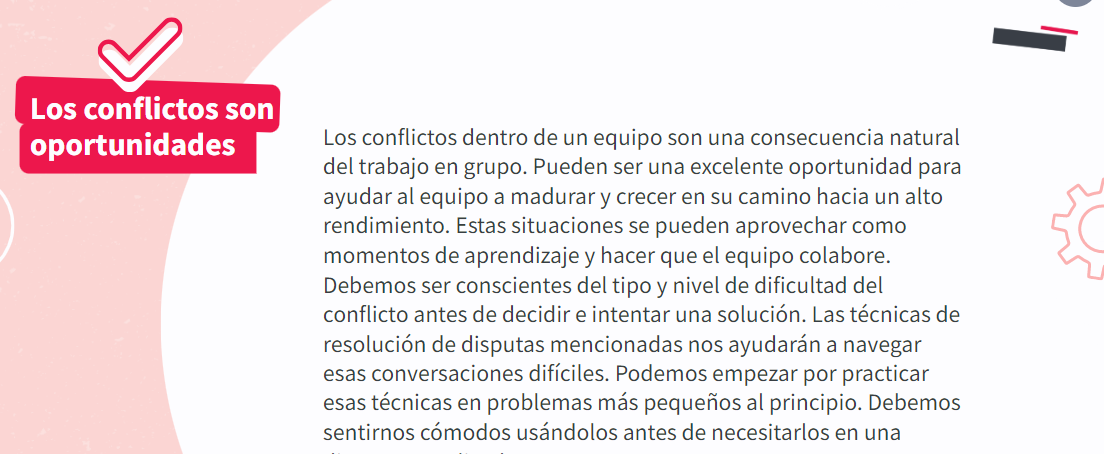 Los conflictos son
oportunidades
Los conflictos dentro de un equipo son una consecuencia natural
del trabajo en grupo. Pueden ser una excelente oportunidad para
ayudar al equipo a madurar y crecer en su camino hacia un alto
rendimiento. Estas situaciones se pueden aprovechar como
momentos de aprendizaje y hacer que el equipo colabore.
Debemos ser conscientes del tipo y nivel de dificultad del
conflicto antes de decidir e intentar una solución. Las técnicas de
resolución de disputas mencionadas nos ayudarán a navegar
esas conversaciones difíciles. Podemos empezar por practicar
esas técnicas en problemas más pequeños al principio. Debemos
sentirnos cómodos usándolos antes de necesitarlos en una